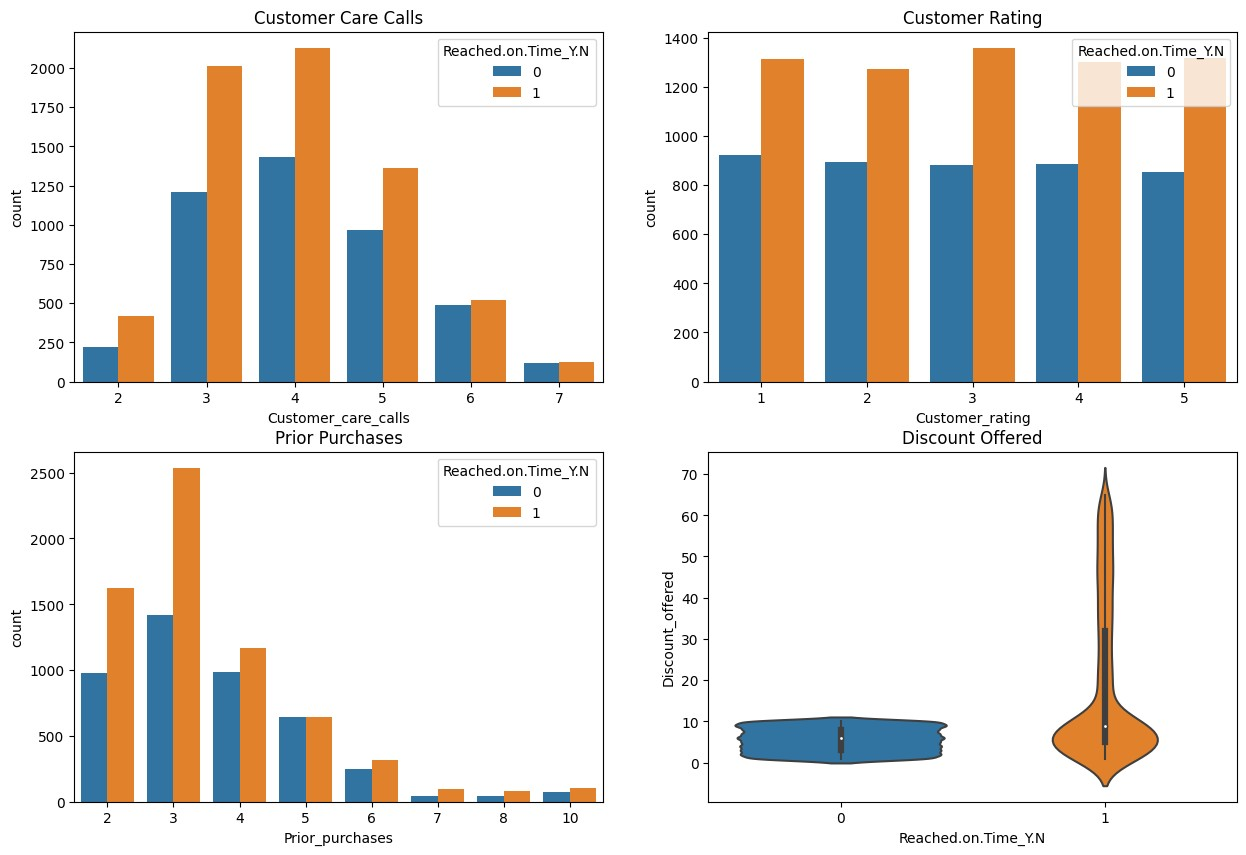 Customer Care Calls
count
2000
1750
1500
1250
1000
750
500
250
0
Reached.on.Time_Y.N
0
1
2 3 4 5 6 7
Customer_care_calls
Customer Rating
count
1400
1200
1000
800
600
400
200
0
Reached.on.Time_Y.N
0
1
1 2 3 4 5
Customer_rating
Prior Purchases
count
2500
2000
1500
1000
500
0
Reached.on.Time_Y.N
0
1
2 3 4 5 6 7 8 10
Prior_purchases
Discount Offered
Discount_offered
70
60
50
40
30
20
10
0
0 1
Reached.on.Time_Y.N